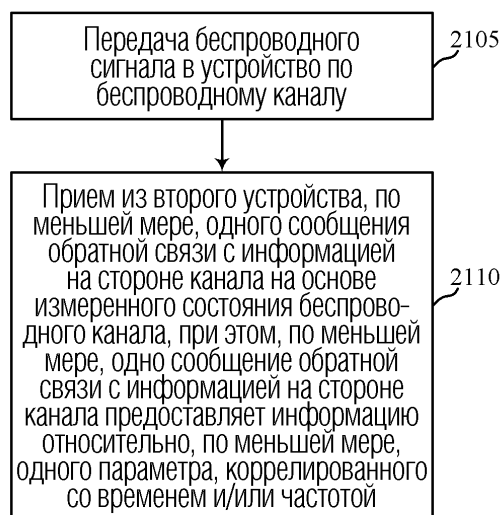 Передача беспроводного
сигнала в устройство по
беспроводному каналу
2105
Прием из второго устройства, по
меньшей мере, одного сообщения
обратной связи с информацией
на стороне канала на основе
измеренного состояния беспрово-
дного канала, при этом, по меньшей
мере, одно сообщение обратной
связи с информацией на стороне
канала предоставляет информацию
относительно, по меньшей мере,
одного параметра, коррелированного
со временем и/или частотой
2110